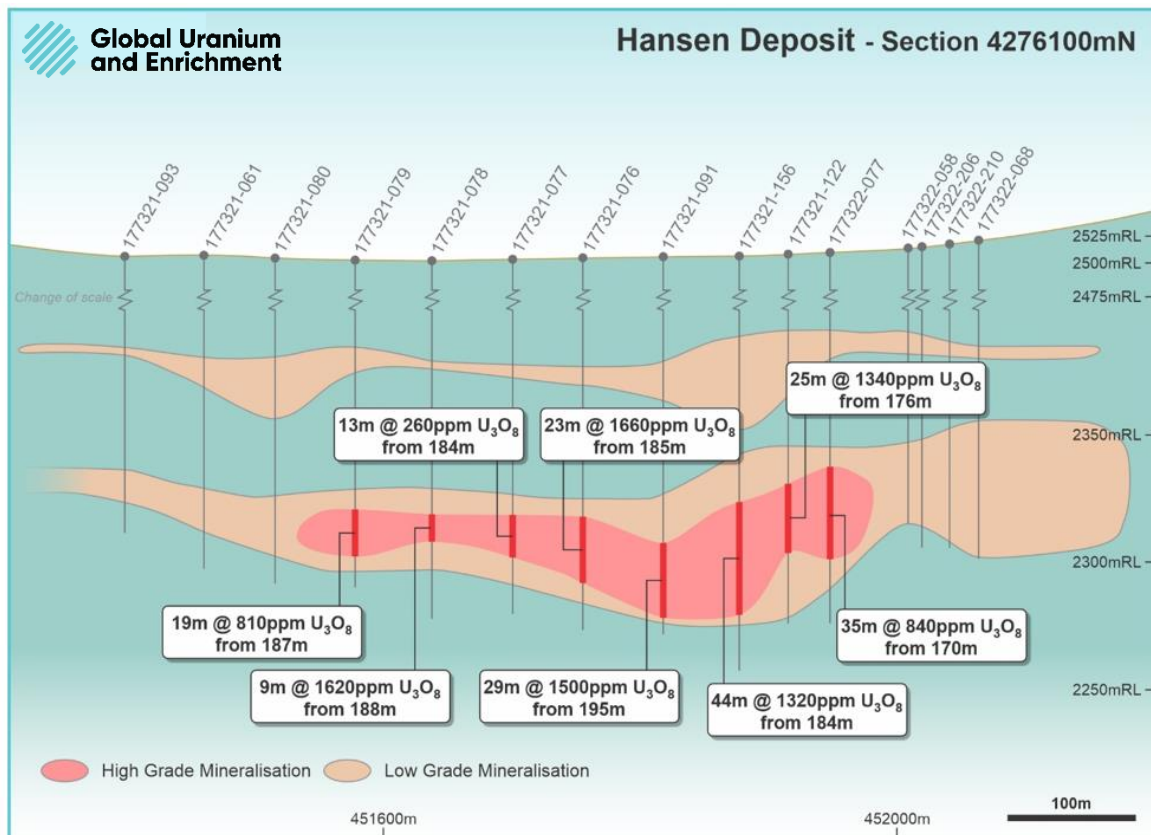 Global Uranium
and Enrichment
Hansen Deposit - Section 4276100mN
177321-093
177321-061
177321-080
177321-079
177321-078
177321-077
177321-076
177321-091
177321-156
177321-122
177322-077
177322-058
177322-206
177322-210
177322-068
2525mRL
2500mRL
Change of scale
2475mRL
25m @ 1340ppm U₃O₈
from 176m
13m @ 260ppm U₃O₈
from 184m
23m @ 1660ppm U₃O₈
from 185m
2350mRL
2300mRL
19m @ 810ppm U₃O₈
from 187m
35m @ 840ppm U₃O₈
from 170m
9m @ 1620ppm U₃O₈
from 188m
29m @ 1500ppm U₃O₈
from 195m
44m @ 1320ppm U₃O₈
from 184m
2250mRL
High Grade Mineralisation
Low Grade Mineralisation
451600m
452000m
100m